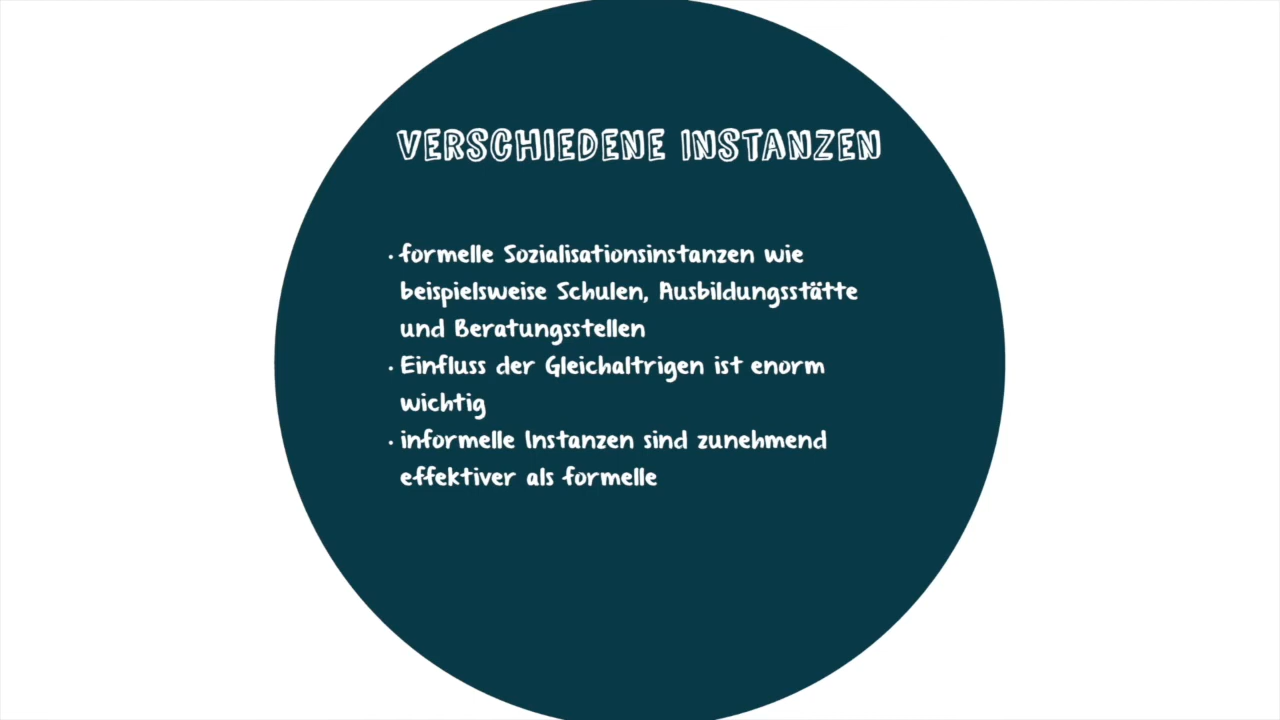 VERSCHIEDENE INSTANZEN
• formelle Sozialisationsinstanzen wie
beispielsweise Schulen, Ausbildungsstätte
und Beratungsstellen
• Einfluss der Gleichaltrigen ist enorm
wichtig
• informelle Instanzen sind zunehmend
effektiver als formelle